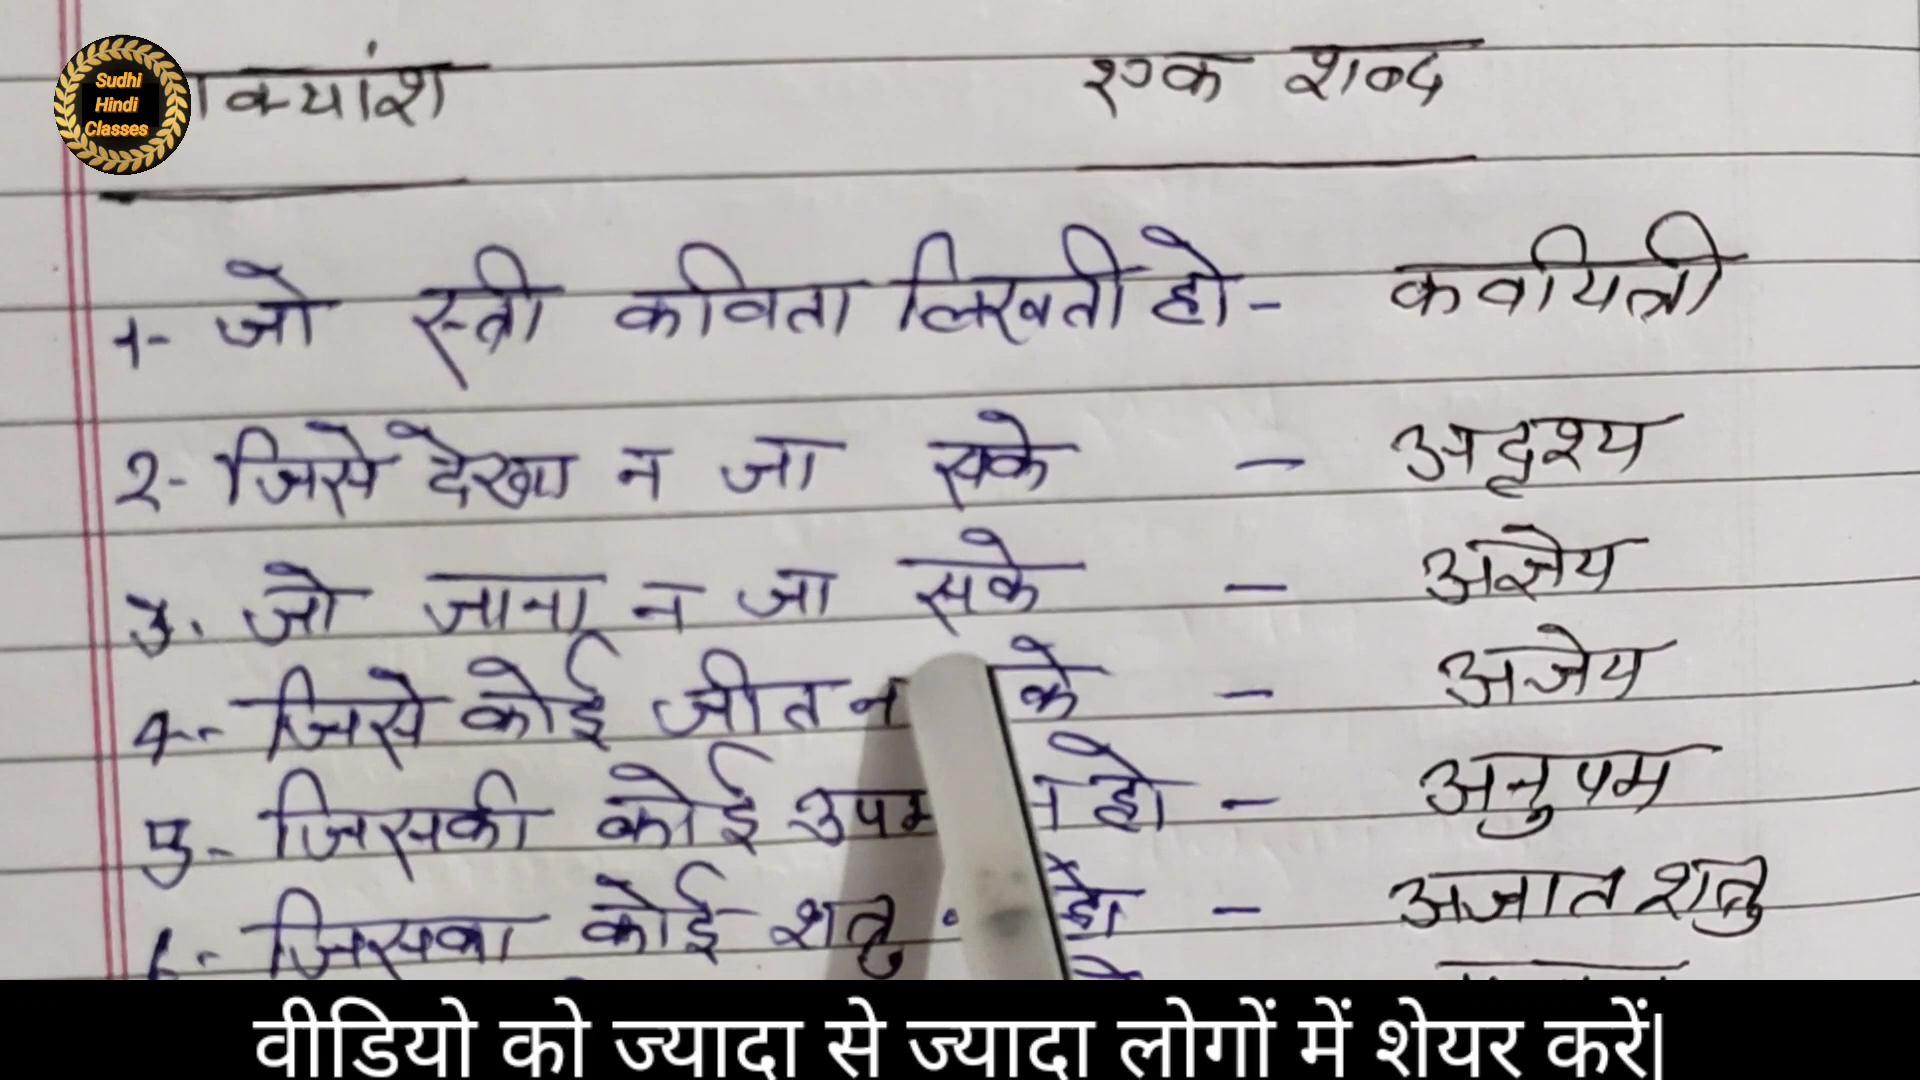 Sudhi
Hindi
Classes
वाक्यांश एक शब्द
1- जो स्त्री कविता लिखती हो - कवयित्री
2- जिसे देखा न जा सके - अदृश्य
3. जो जाना न जा सके - अज्ञेय
4- जिसे कोई जीत न के - अजेय
5- जिसकी कोई उपम न हो - अनुपम
6- जिसका कोई शत्रु हो - अजातशत्रु
वीडियो को ज्यादा से ज्यादा लोगों में शेयर करें|